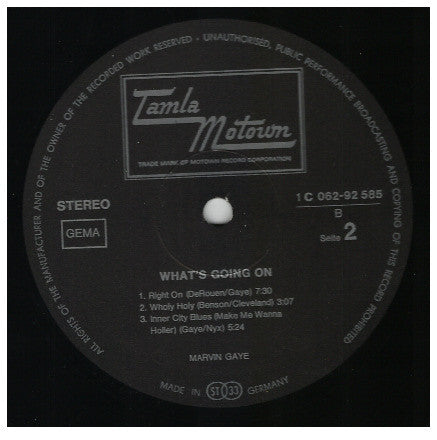 ALL RIGHTS OF THE MANUFACTURER AND OF THE OWNER OF THE RECORDED WORK RESERVED - UNAUTHORISED, PUBLIC PERFORMANCE BROADCASTING AND COPYING OF THIS RECORD PROHIBITED
Tamla
Motown
TRADE MARK OF MOTOWN RECORD CORPORATION
STEREO
1 C 062-92 585
B
GEMA
Seite 2
WHAT'S GOING ON
1. Right On (DeRouen/Gaye) 7:30
2. Wholy Holy (Benson/Cleveland) 3:07
3. Inner City Blues (Make Me Wanna
Holler) (Gaye/Nyx) 5:24
MARVIN GAYE
MADE IN ST 33 GERMANY